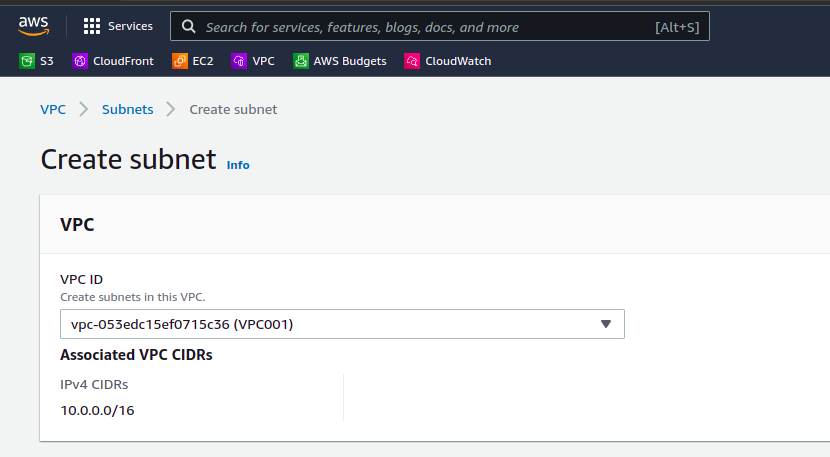 aws Services Search for services, features, blogs, docs, and more [Alt+S]
S3 CloudFront EC2 VPC AWS Budgets CloudWatch
VPC Subnets Create subnet
Create subnet Info
VPC
VPC ID
Create subnets in this VPC.
vpc-053edc15ef0715c36 (VPC001)
Associated VPC CIDRs
IPv4 CIDRs
10.0.0.0/16